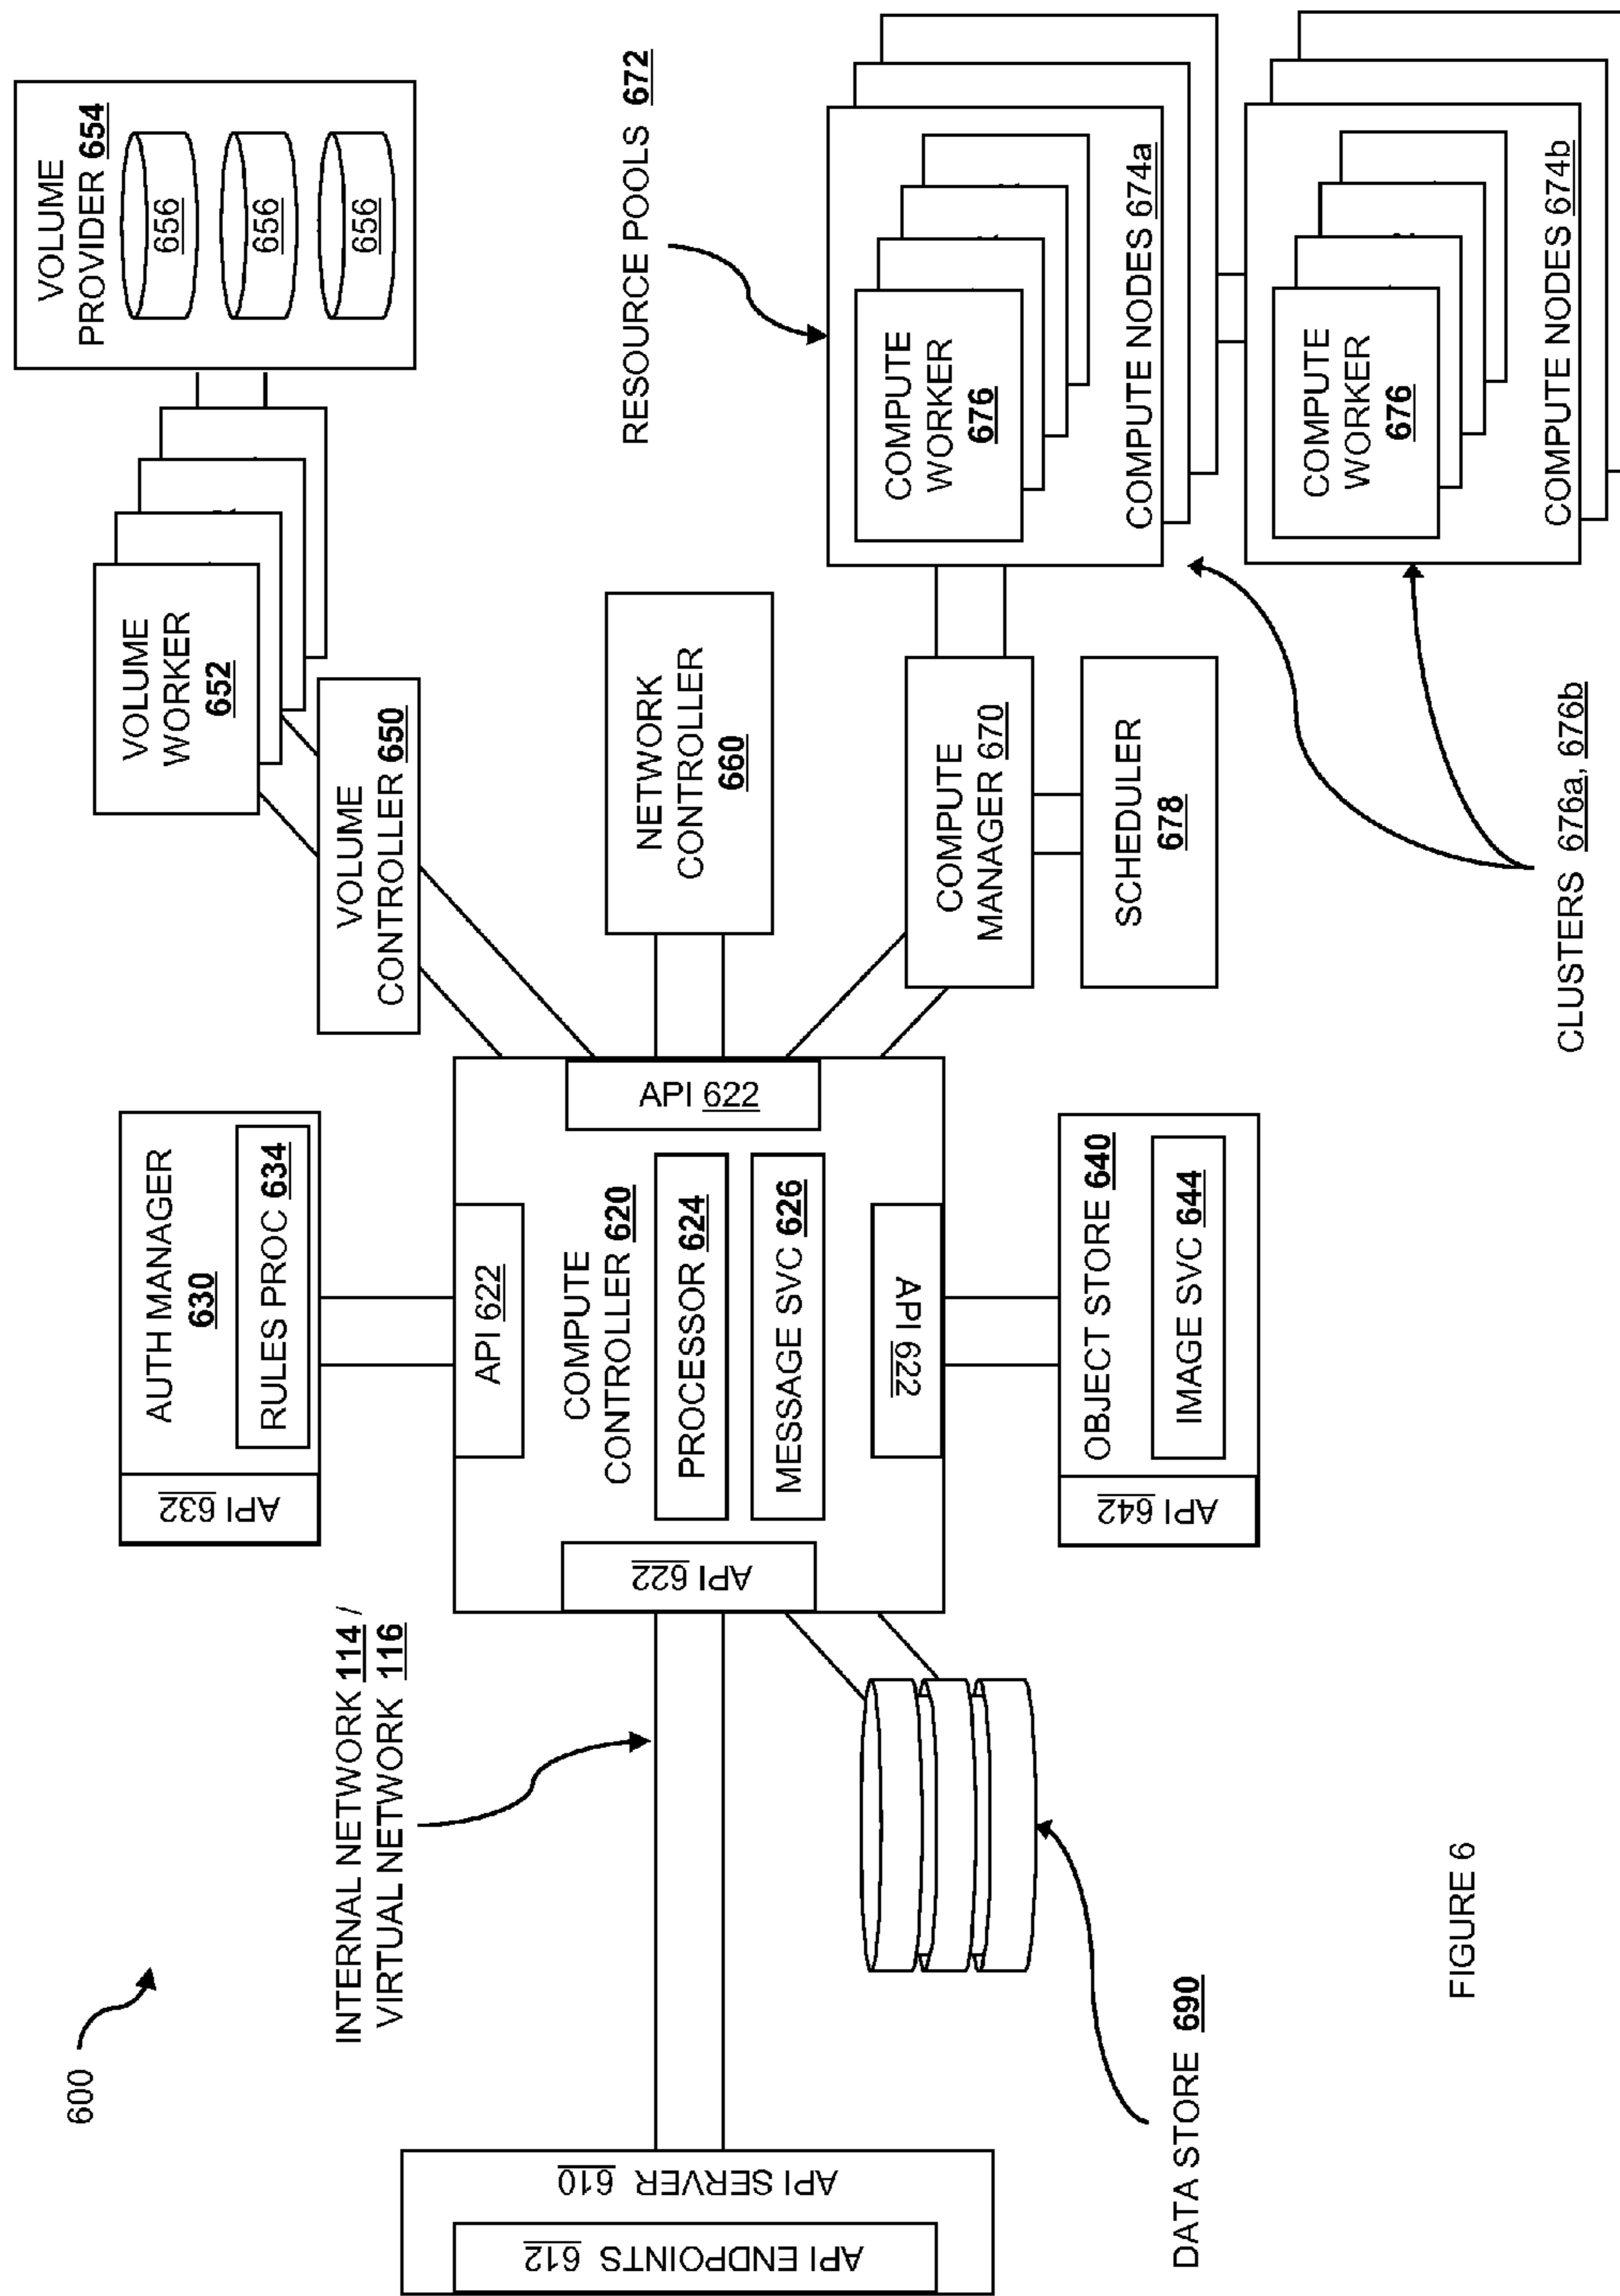 600
INTERNAL NETWORK 114 /
VIRTUAL NETWORK 116
API SERVER 610
API ENDPOINTS 612
DATA STORE 690
AUTH MANAGER
630
RULES PROC 634
API 632
API 622
API 622
COMPUTE
CONTROLLER 620
PROCESSOR 624
MESSAGE SVC 626
API 622
API 622
OBJECT STORE 640
IMAGE SVC 644
API 642
VOLUME
CONTROLLER 650
VOLUME
WORKER
652
VOLUME
PROVIDER 654
656
656
656
NETWORK
CONTROLLER
660
COMPUTE
MANAGER 670
SCHEDULER
678
RESOURCE POOLS 672
COMPUTE
WORKER
676
COMPUTE NODES 674a
COMPUTE
WORKER
676
COMPUTE NODES 674b
CLUSTERS 676a, 676b
FIGURE 6